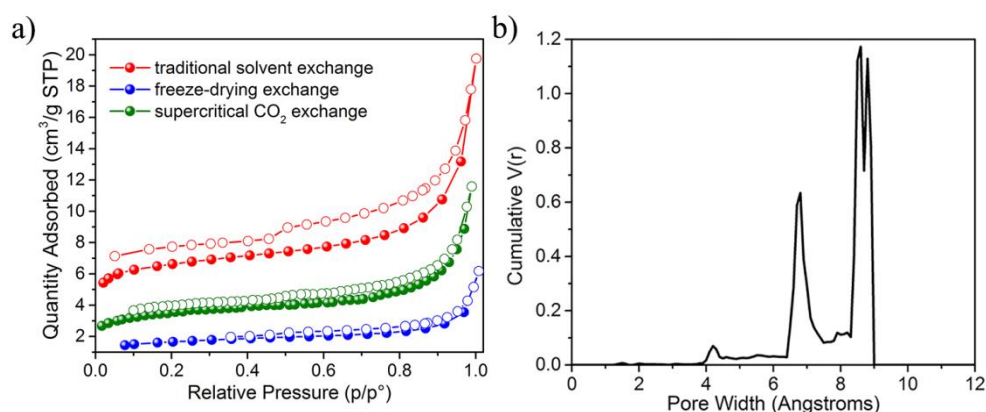 a)
20
18
16
14
12
10
8
6
4
2
Quantity Adsorbed (cm³/g STP)
traditional solvent exchange
freeze-drying exchange
supercritical CO₂ exchange
0.0 0.2 0.4 0.6 0.8 1.0
Relative Pressure (p/p°)
b)
1.2
1.0
0.8
0.6
0.4
0.2
0.0
Cumulative V(r)
0 2 4 6 8 10 12
Pore Width (Angstroms)